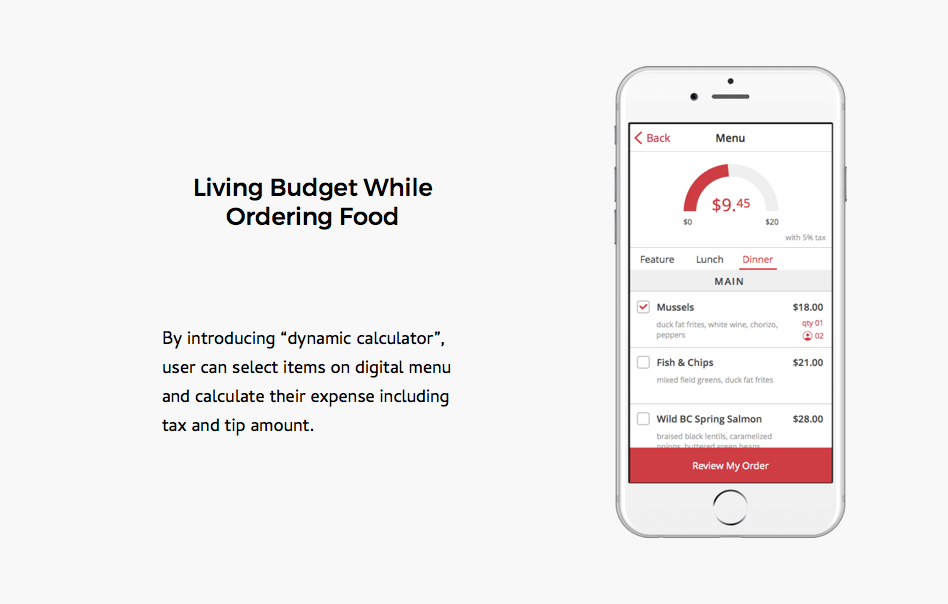 Living Budget While
Ordering Food
By introducing “dynamic calculator”,
user can select items on digital menu
and calculate their expense including
tax and tip amount.
Back Menu
$9.45
$0 $20
with 5% tax
Feature Lunch Dinner
MAIN
Mussels $18.00
duck fat frites, white wine, chorizo, qty 01
peppers 02
Fish & Chips $21.00
mixed field greens, duck fat frites
Wild BC Spring Salmon $28.00
braised black lentils, caramelized
onions, buttered green beans
Review My Order